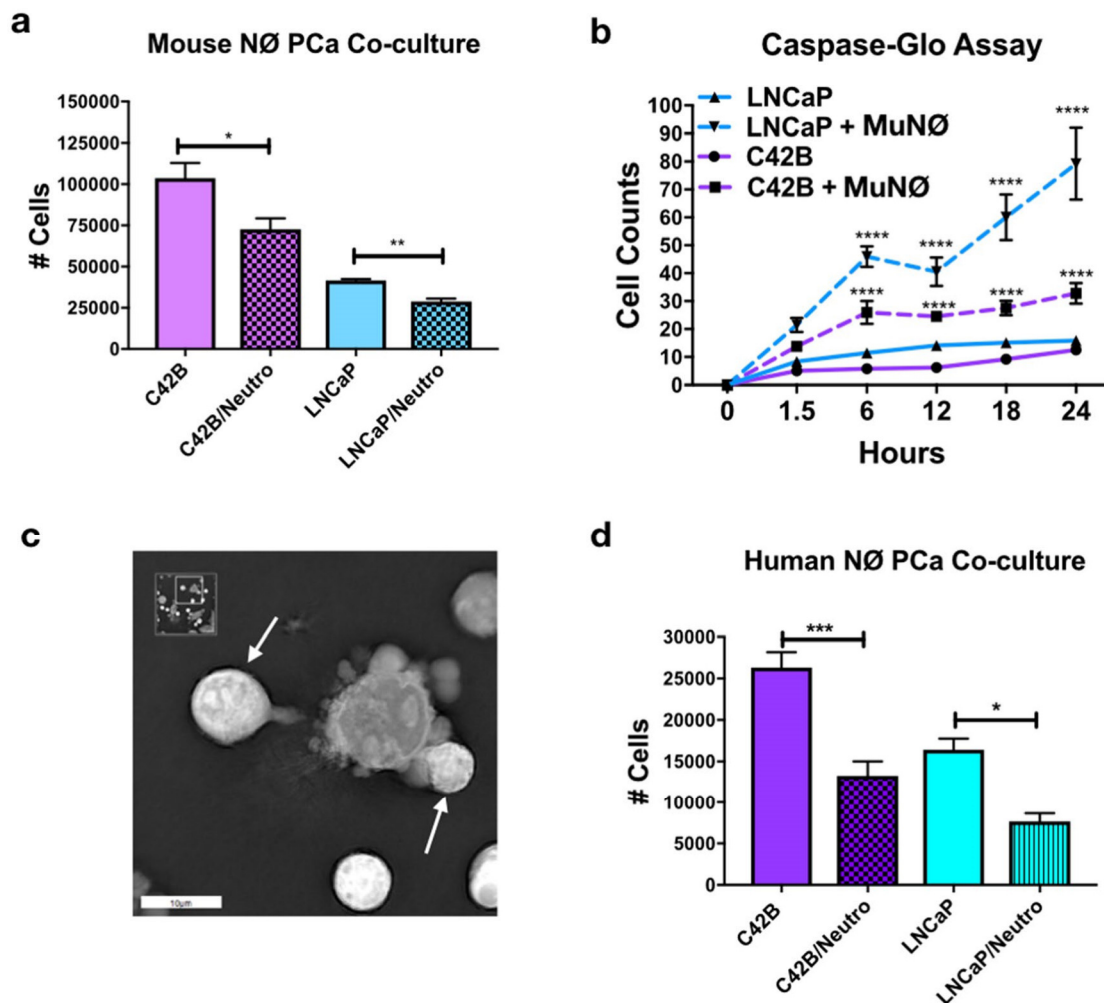 a
Mouse NØ PCa Co-culture
# Cells
150000
125000
100000
75000
50000
25000
0
*
**
C42B
C42B/Neutro
LNCaP
LNCaP/Neutro
b
Caspase-Glo Assay
LNCaP
LNCaP + MuNØ
C42B
C42B + MuNØ
Cell Counts
100
90
80
70
60
50
40
30
20
10
0
****
****
****
****
****
****
****
****
0 1.5 6 12 18 24
Hours
c
10µm
d
Human NØ PCa Co-culture
# Cells
30000
25000
20000
15000
10000
5000
0
***
*
C42B
C42B/Neutro
LNCaP
LNCaP/Neutro